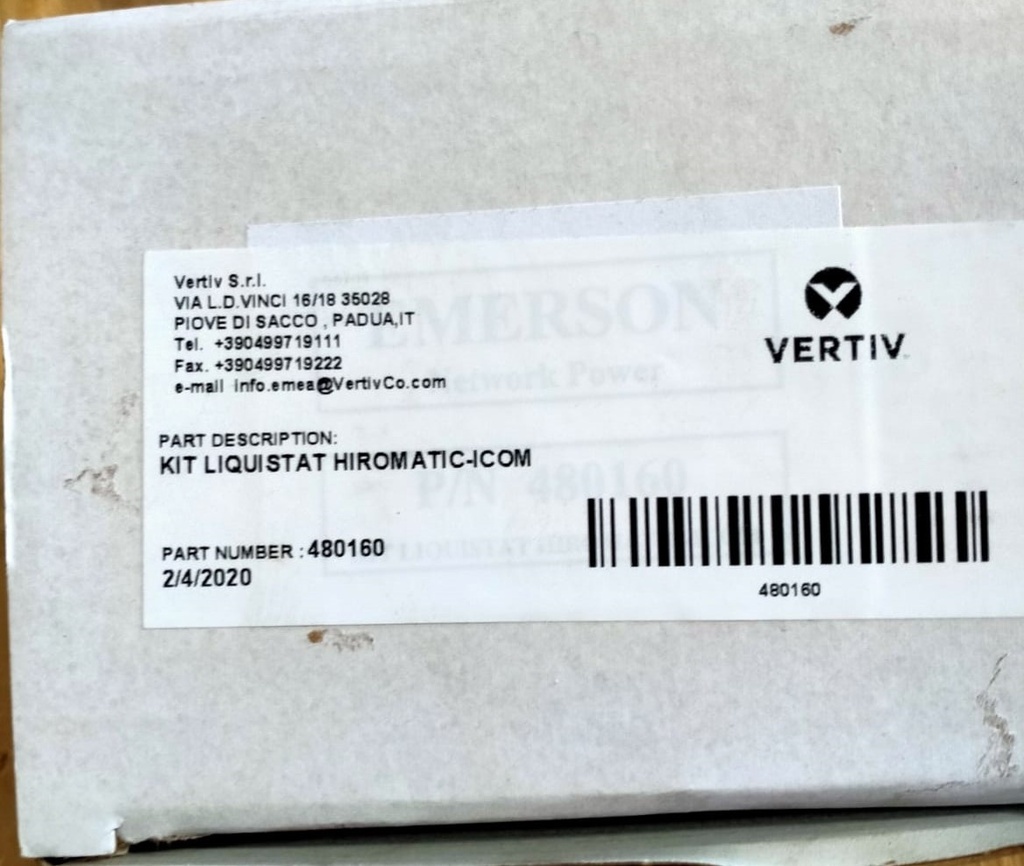 Vertiv S.r.l.
VIA L.D.VINCI 16/18 35028
PIOVE DI SACCO , PADUA,IT
Tel. +390499719111
Fax. +390499719222
e-mail info.emea@VertivCo.com
VERTIV
EMERSON
Network Power
PART DESCRIPTION:
KIT LIQUISTAT HIROMATIC-ICOM
P/N 480160
PART NUMBER : 480160
2/4/2020
LIQUISTAT
480160